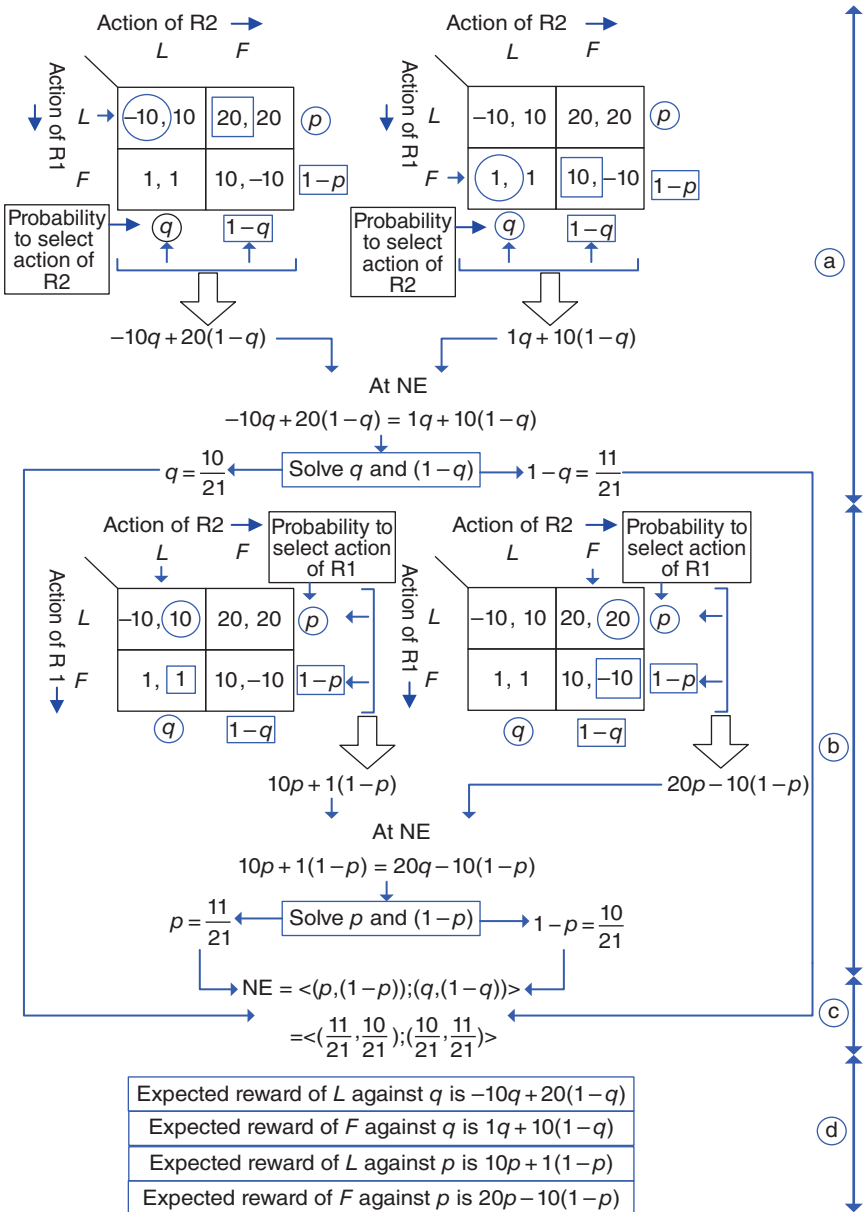 Action of R2 Action of R2
L F L F
Action of R1 Action of R1
L –10, 10 20, 20 p L –10, 10 20, 20 p
F 1, 1 10, –10 1–p F 1, 1 10, –10 1–p
Probability to select action of R2 q 1–q Probability to select action of R2 q 1–q
a
–10q + 20(1–q) 1q + 10(1–q)
At NE
–10q + 20(1–q) = 1q + 10(1–q)
q = 10/21 Solve q and (1–q) 1–q = 11/21
Action of R2 Probability to select action of R1 Action of R2 Probability to select action of R1
L F L F
Action of R 1 Action of R1
L –10, 10 20, 20 p L –10, 10 20, 20 p
F 1, 1 10, –10 1–p F 1, 1 10, –10 1–p
q 1–q q 1–q
b
10p + 1(1–p) 20p – 10(1–p)
At NE
10p + 1(1–p) = 20q – 10(1–p)
p = 11/21 Solve p and (1–p) 1–p = 10/21
NE = <(p,(1–p));(q,(1–q))>
c
=<(11/21,10/21);(10/21,11/21)>
Expected reward of L against q is –10q + 20(1–q)
Expected reward of F against q is 1q + 10(1–q)
d
Expected reward of L against p is 10p + 1(1–p)
Expected reward of F against p is 20p – 10(1–p)